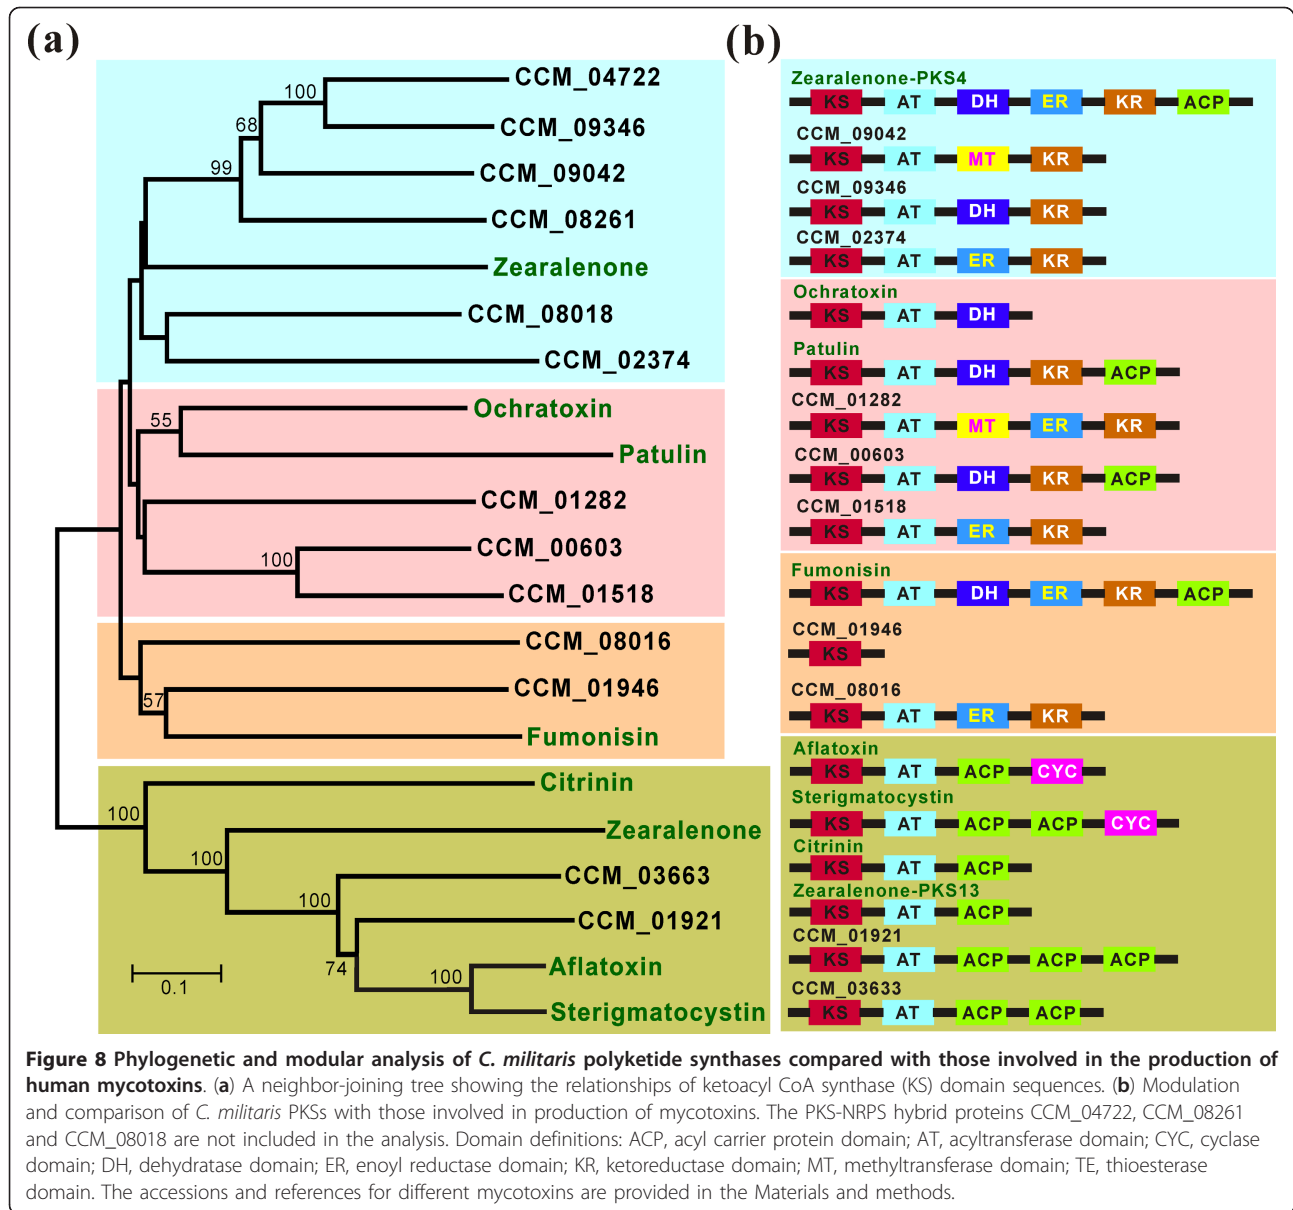 (a)
100
68
99
CCM_04722
CCM_09346
CCM_09042
CCM_08261
Zearalenone
CCM_08018
CCM_02374
55
Ochratoxin
Patulin
CCM_01282
100
CCM_00603
CCM_01518
CCM_08016
57
CCM_01946
Fumonisin
100
Citrinin
100
Zearalenone
100
CCM_03663
CCM_01921
74
100
Aflatoxin
Sterigmatocystin
0.1
(b)
Zearalenone-PKS4
KS AT DH ER KR ACP
CCM_09042
KS AT MT KR
CCM_09346
KS AT DH KR
CCM_02374
KS AT ER KR
Ochratoxin
KS AT DH
Patulin
KS AT DH KR ACP
CCM_01282
KS AT MT ER KR
CCM_00603
KS AT DH KR ACP
CCM_01518
KS AT ER KR
Fumonisin
KS AT DH ER KR ACP
CCM_01946
KS
CCM_08016
KS AT ER KR
Aflatoxin
KS AT ACP CYC
Sterigmatocystin
KS AT ACP ACP CYC
Citrinin
KS AT ACP
Zearalenone-PKS13
KS AT ACP
CCM_01921
KS AT ACP ACP ACP
CCM_03633
KS AT ACP ACP
Figure 8 Phylogenetic and modular analysis of C. militaris polyketide synthases compared with those involved in the production of
human mycotoxins. (a) A neighbor-joining tree showing the relationships of ketoacyl CoA synthase (KS) domain sequences. (b) Modulation
and comparison of C. militaris PKSs with those involved in production of mycotoxins. The PKS-NRPS hybrid proteins CCM_04722, CCM_08261
and CCM_08018 are not included in the analysis. Domain definitions: ACP, acyl carrier protein domain; AT, acyltransferase domain; CYC, cyclase
domain; DH, dehydratase domain; ER, enoyl reductase domain; KR, ketoreductase domain; MT, methyltransferase domain; TE, thioesterase
domain. The accessions and references for different mycotoxins are provided in the Materials and methods.